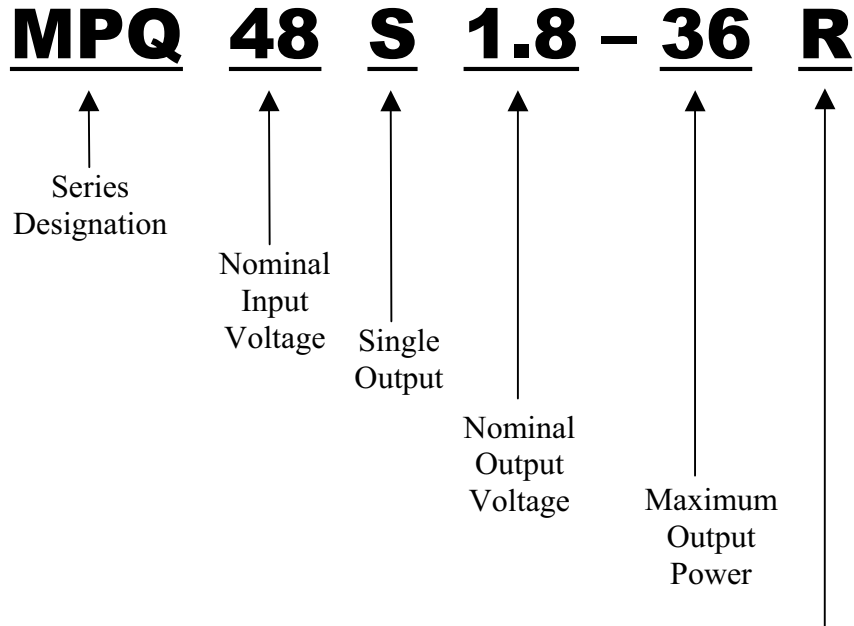 MPQ 48 S 1.8 – 36 R
Series
Designation
Nominal
Input
Voltage
Single
Output
Nominal
Output
Voltage
Maximum
Output
Power